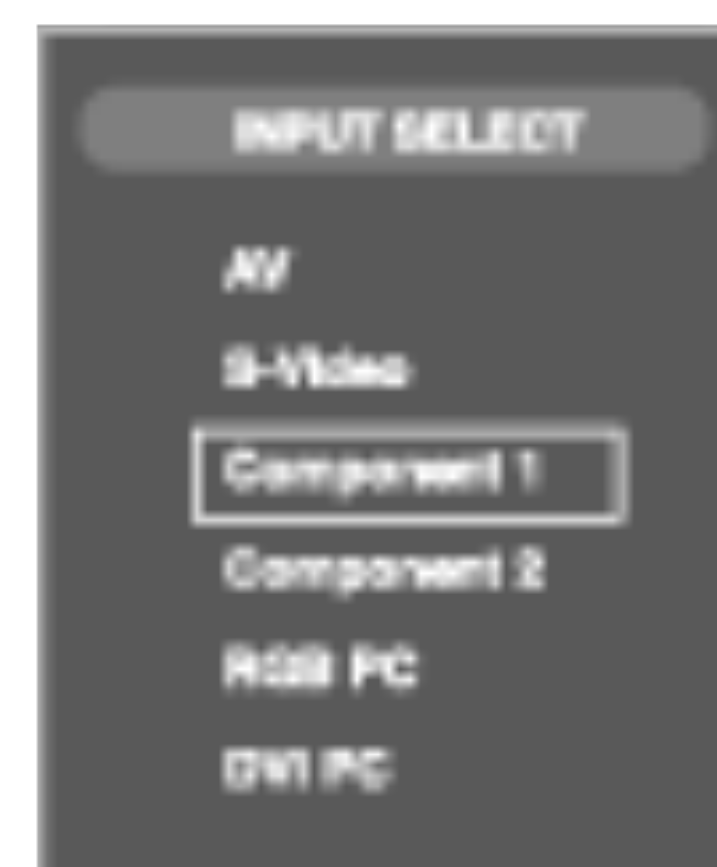 INPUT SELECT
AV
S-Video
Component 1
Component 2
RGB PC
DVI PC